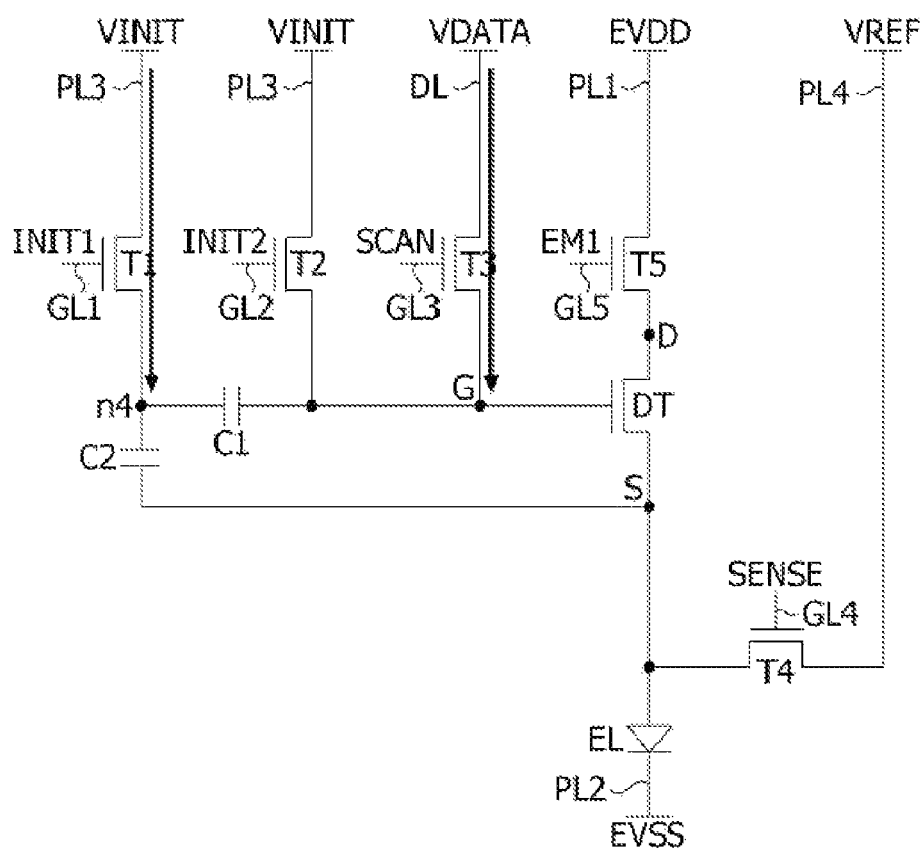 VINIT VINIT VDATA EVDD VREF
PL3 PL3 DL PL1 PL4
INIT1 INIT2 SCAN EM1
T1 T2 T3 T5
GL1 GL2 GL3 GL5
D
n4 G DT
C1
C2
S
SENSE
GL4
T4
EL
PL2
EVSS